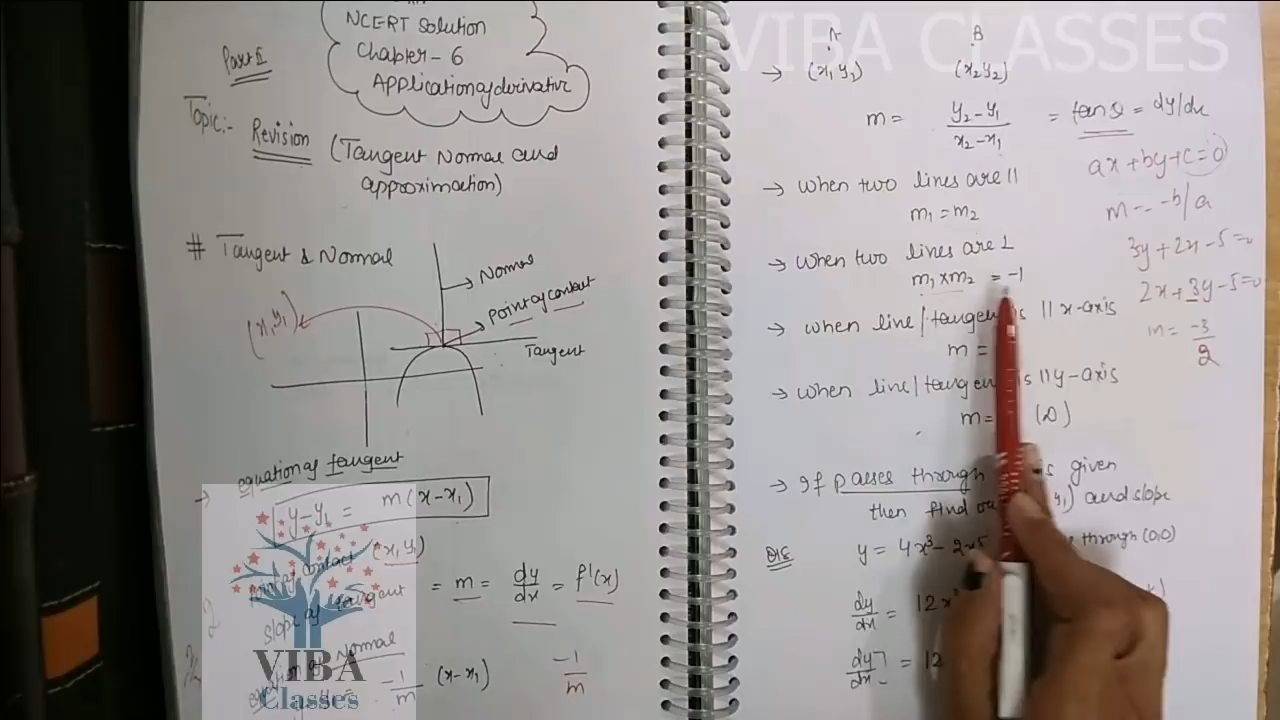 NCERT Solution
Chapter-6
Application of derivative
Part I
Topic:- Revision (Tangent Normal and
approximation)
# Tangent & Normal
Normal
Point of contact
(x, y₁)
Tangent
→ equation of tangent
y-y₁ = m(x-x₁)
(x₁, y₁)
= m = dy/dx = f'(x)
slope of tangent
Normal
-1/m (x-x₁) -1/m
VIBA
Classes
VIBA CLASSES
A B
→ (x₁ y₁) (x₂ y₂)
m = y₂-y₁/x₂-x₁ = tan θ = dy/dx
ax+by+c=0
→ when two lines are ||
m₁ = m₂
m = -b/a
→ when two lines are ⊥
m₁ × m₂ = -1
3y+2x-5=0
2x+3y-5=0
m = -3/2
→ when line/tangent is || x-axis
m =
→ when line/tangent is || y-axis
m =
→ If passes through is given
then find and slope
y = 4x³- through (0,0)
dy/dx = 12x
dy/dx = 12